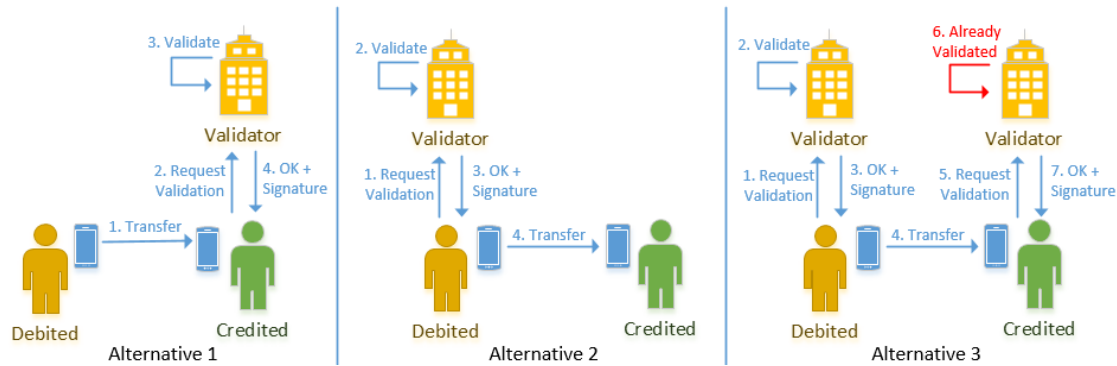 3. Validate
Validator
2. Request
Validation
4. OK +
Signature
1. Transfer
Debited
Credited
Alternative 1
2. Validate
Validator
1. Request
Validation
3. OK +
Signature
4. Transfer
Debited
Credited
Alternative 2
2. Validate
6. Already
Validated
Validator
Validator
1. Request
Validation
3. OK +
Signature
5. Request
Validation
7. OK +
Signature
4. Transfer
Debited
Credited
Alternative 3